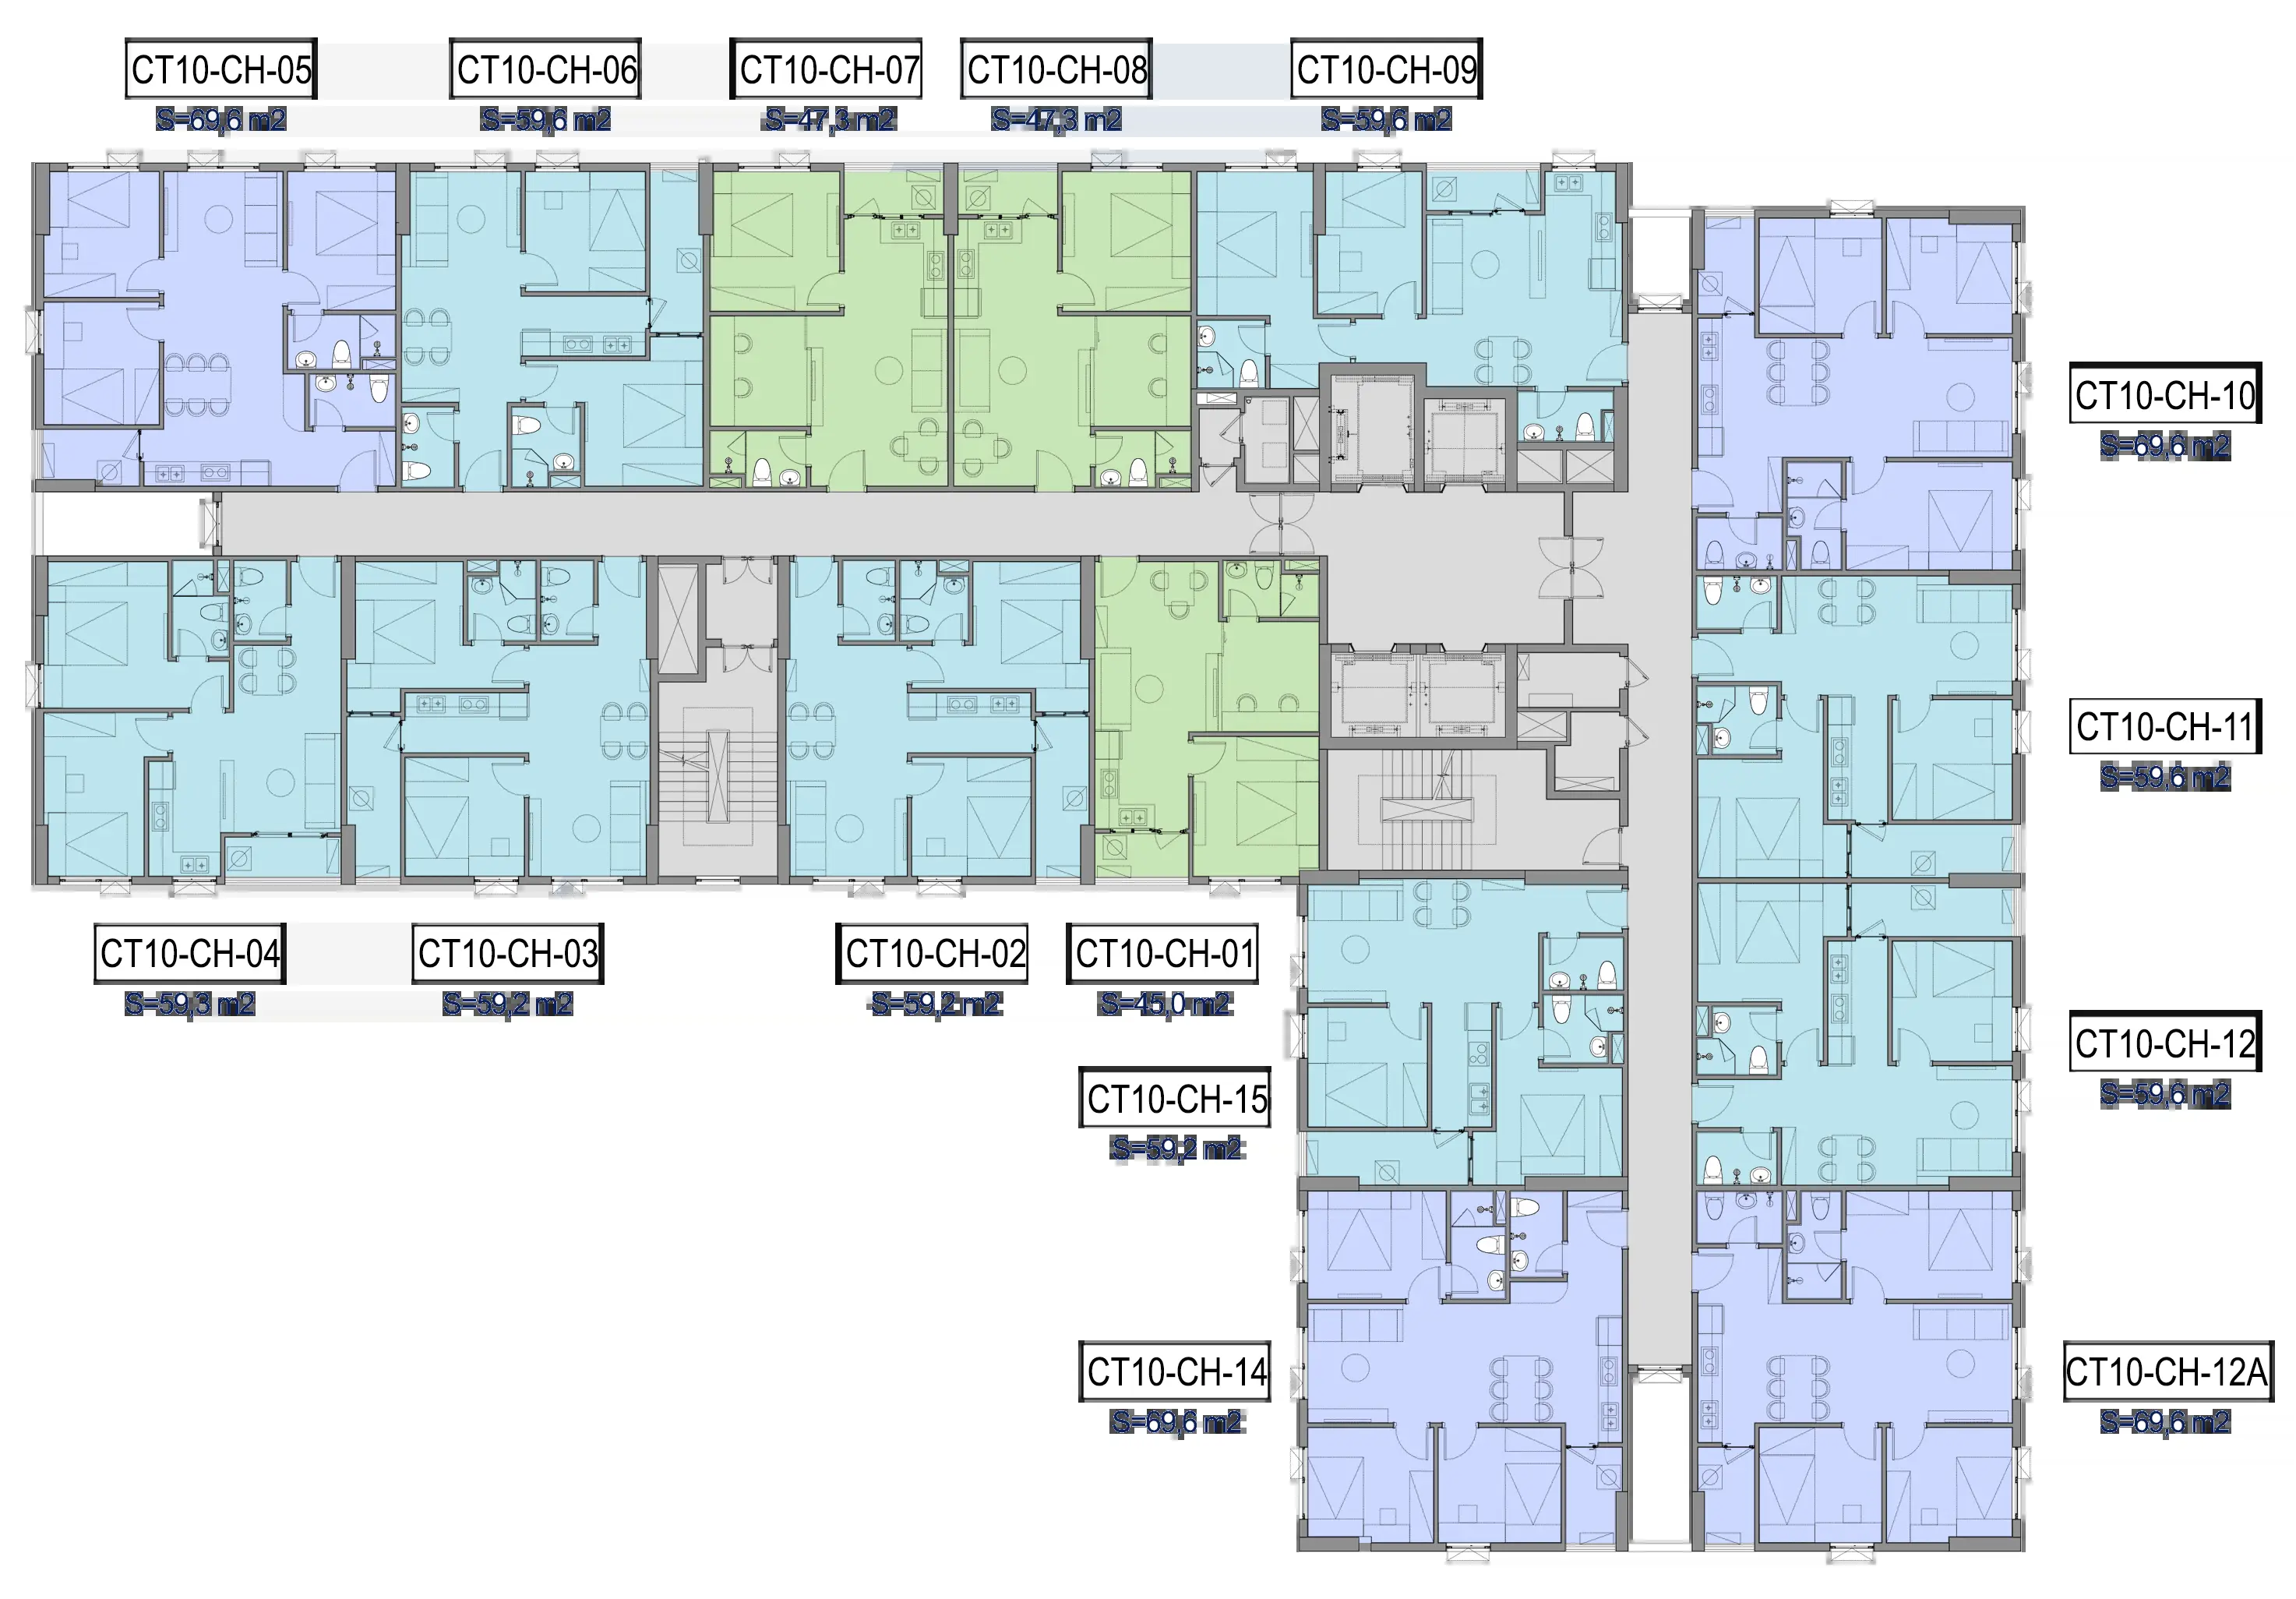 CT10-CH-05
S=69,6 m2
CT10-CH-06
S=59,6 m2
CT10-CH-07
S=47,3 m2
CT10-CH-08
S=47,3 m2
CT10-CH-09
S=59,6 m2
CT10-CH-10
S=69,6 m2
CT10-CH-11
S=59,6 m2
CT10-CH-04
S=59,3 m2
CT10-CH-03
S=59,2 m2
CT10-CH-02
S=59,2 m2
CT10-CH-01
S=45,0 m2
CT10-CH-12
S=59,6 m2
CT10-CH-15
S=59,2 m2
CT10-CH-14
S=69,6 m2
CT10-CH-12A
S=69,6 m2